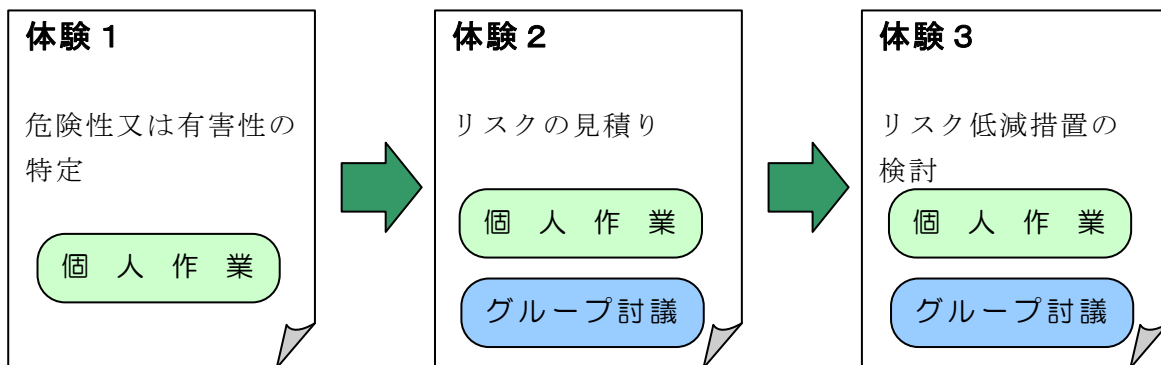 体験１
危険性又は有害性の
特定
個人作業
体験２
リスクの見積り
個人作業
グループ討議
体験３
リスク低減措置の
検討
個人作業
グループ討議